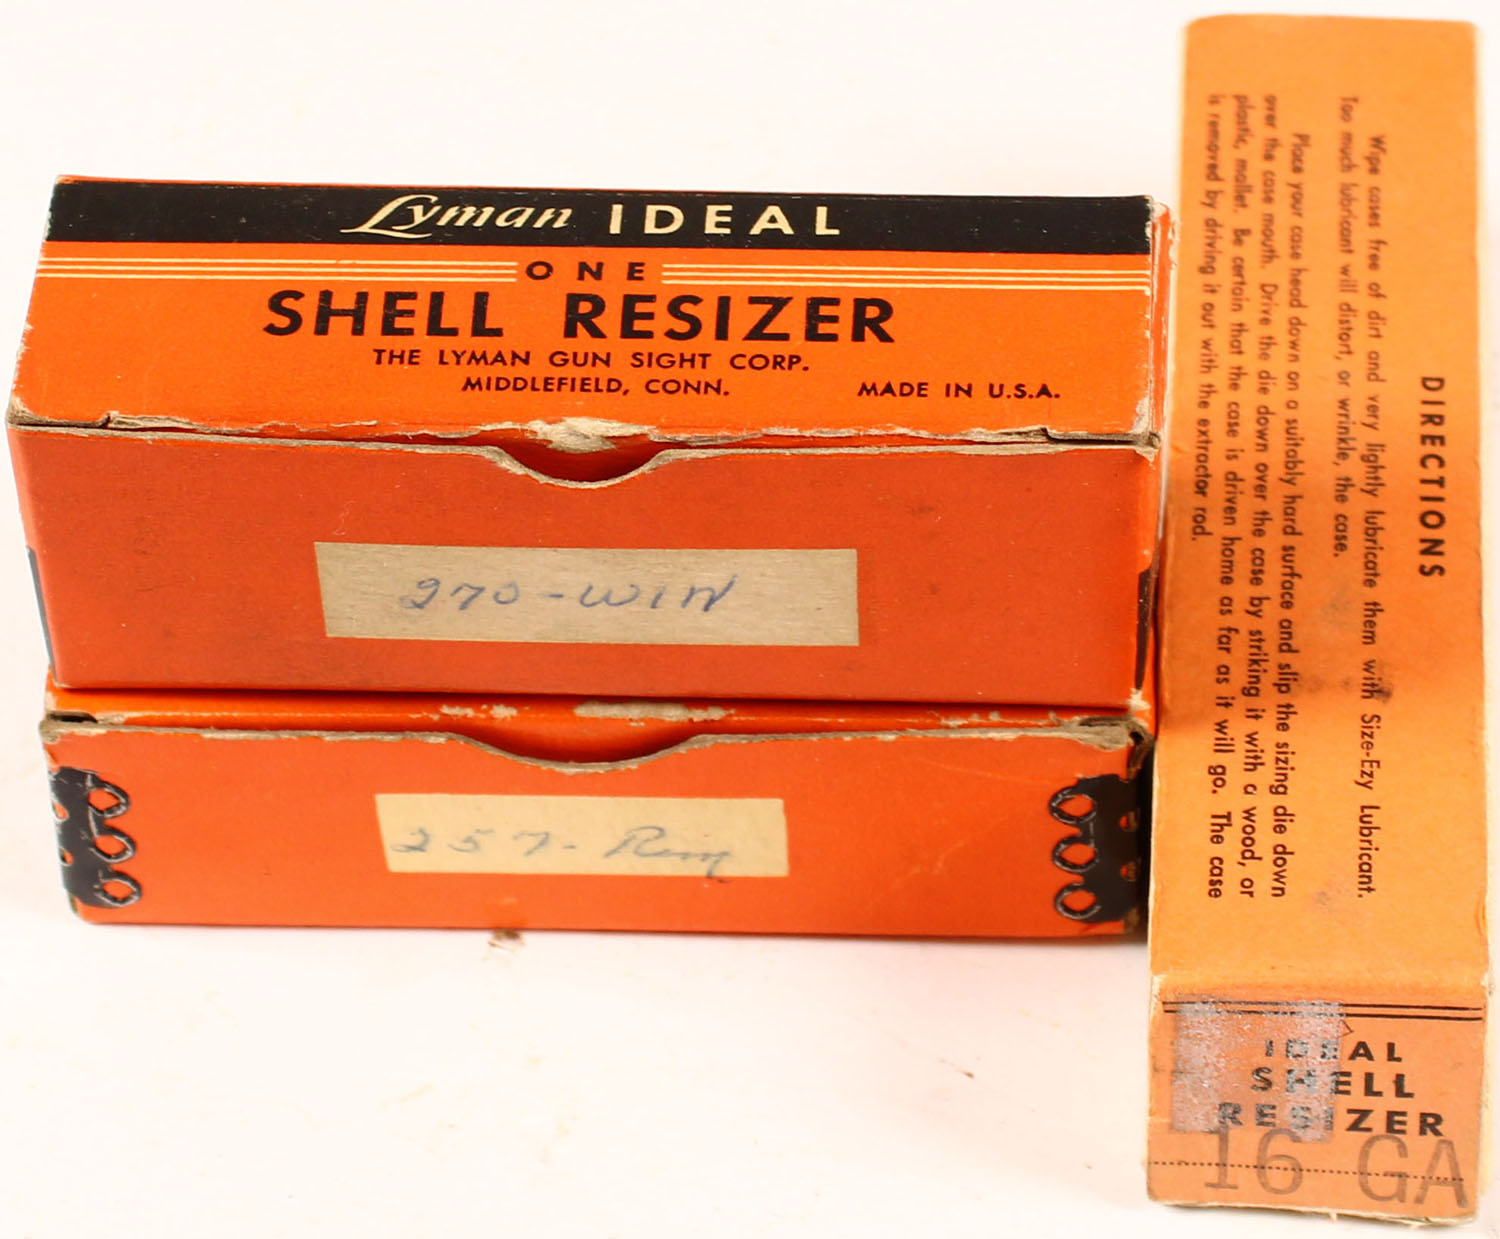 Lyman IDEAL
ONE
SHELL RESIZER
THE LYMAN GUN SIGHT CORP.
MIDDLEFIELD, CONN.
MADE IN U.S.A.
270-WIN
257-Rem
DIRECTIONS
Wipe cases free of dirt and very lightly lubricate them with Size-Ezy Lubricant.
Too much lubricant will distort, or wrinkle, the case.
Place your case head down on a suitably hard surface and slip the sizing die down
over the case mouth. Drive the die down over the case by striking it with a wood, or
plastic, mallet. Be certain that the case is driven home as far as it will go. The case
is removed by driving it out with the extractor rod.
IDEAL
SHELL
RESIZER
16 GA